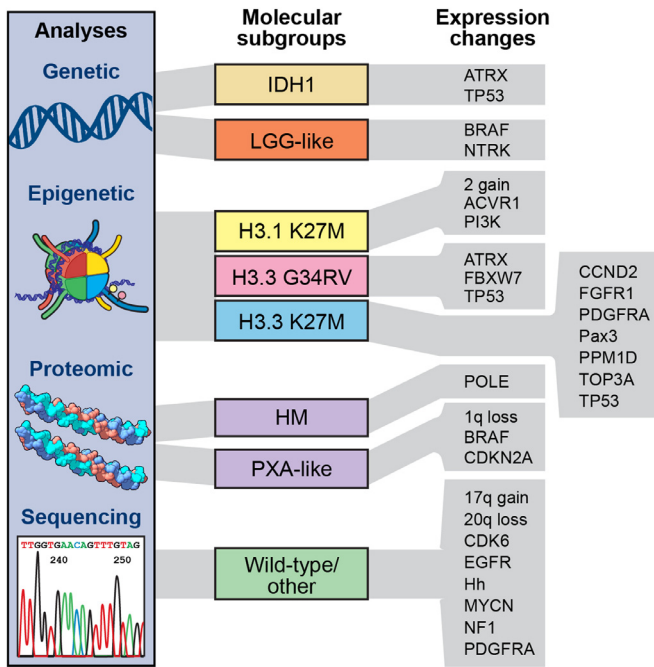 Analyses
Molecular
subgroups
Expression
changes
Genetic
IDH1
ATRX
TP53
LGG-like
BRAF
NTRK
Epigenetic
H3.1 K27M
2 gain
ACVR1
PI3K
H3.3 G34RV
ATRX
FBXW7
TP53
H3.3 K27M
CCND2
FGFR1
PDGFRA
Pax3
PPM1D
TOP3A
TP53
Proteomic
HM
POLE
PXA-like
1q loss
BRAF
CDKN2A
Sequencing
TTGGTGAACAGTTTGTAG
240 250
Wild-type/
other
17q gain
20q loss
CDK6
EGFR
Hh
MYCN
NF1
PDGFRA